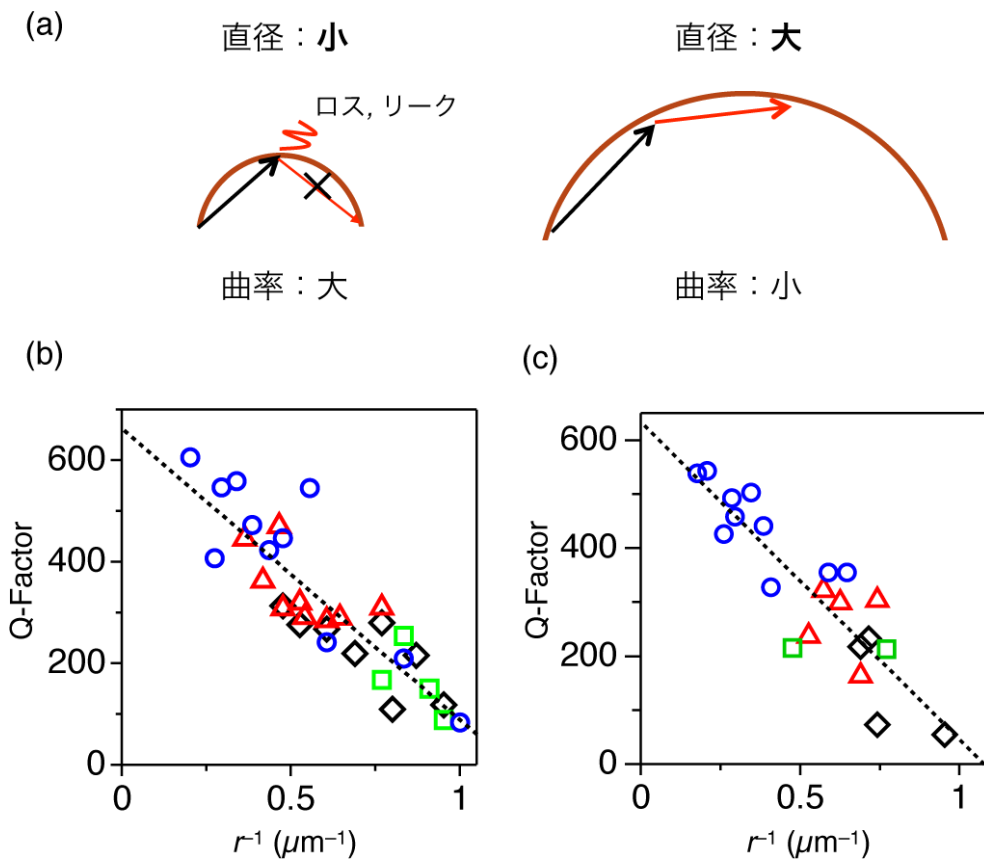 (a)
直径：小
直径：大
ロス, リーク
曲率：大
曲率：小
(b)
(c)
Q-Factor
600
400
200
0
0
0.5
1
r⁻¹ (μm⁻¹)
Q-Factor
600
400
200
0
0
0.5
1
r⁻¹ (μm⁻¹)